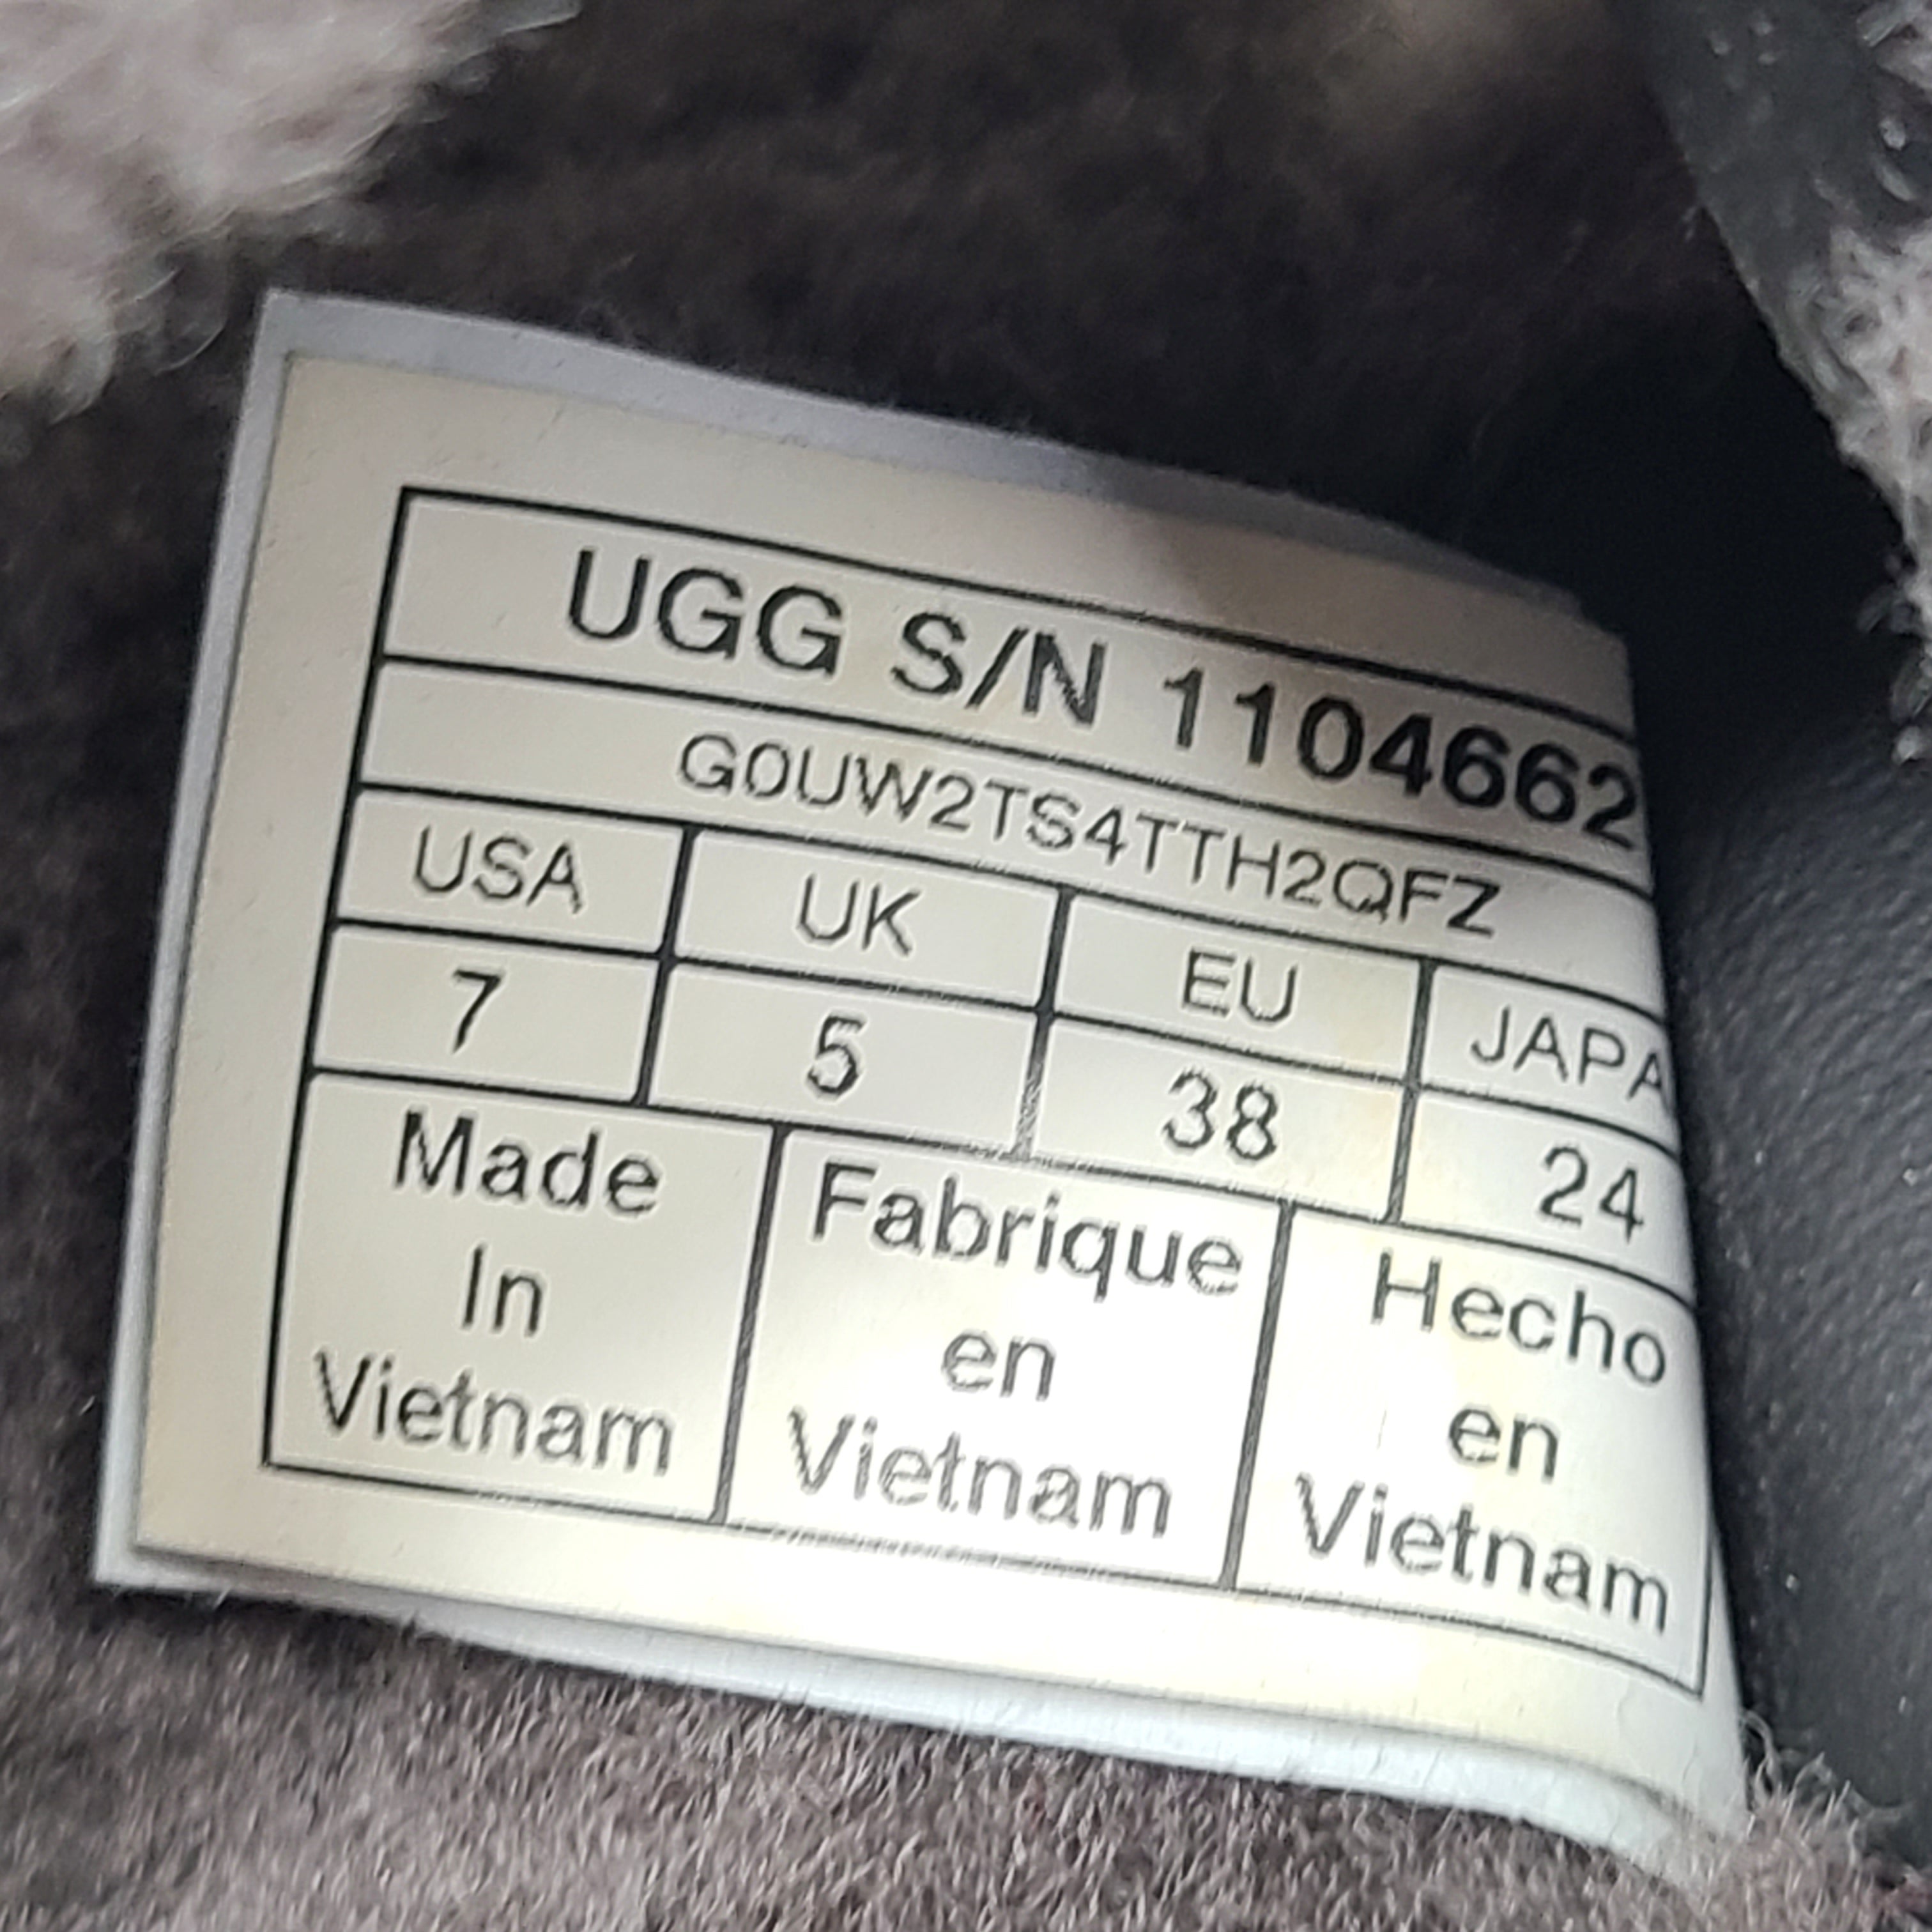 UGG S/N 1104662
G0UW2TS4TTH2QFZ
USA UK EU JAPA
7 5 38 24
Made
In
Vietnam
Fabrique
en
Vietnam
Hecho
en
Vietnam